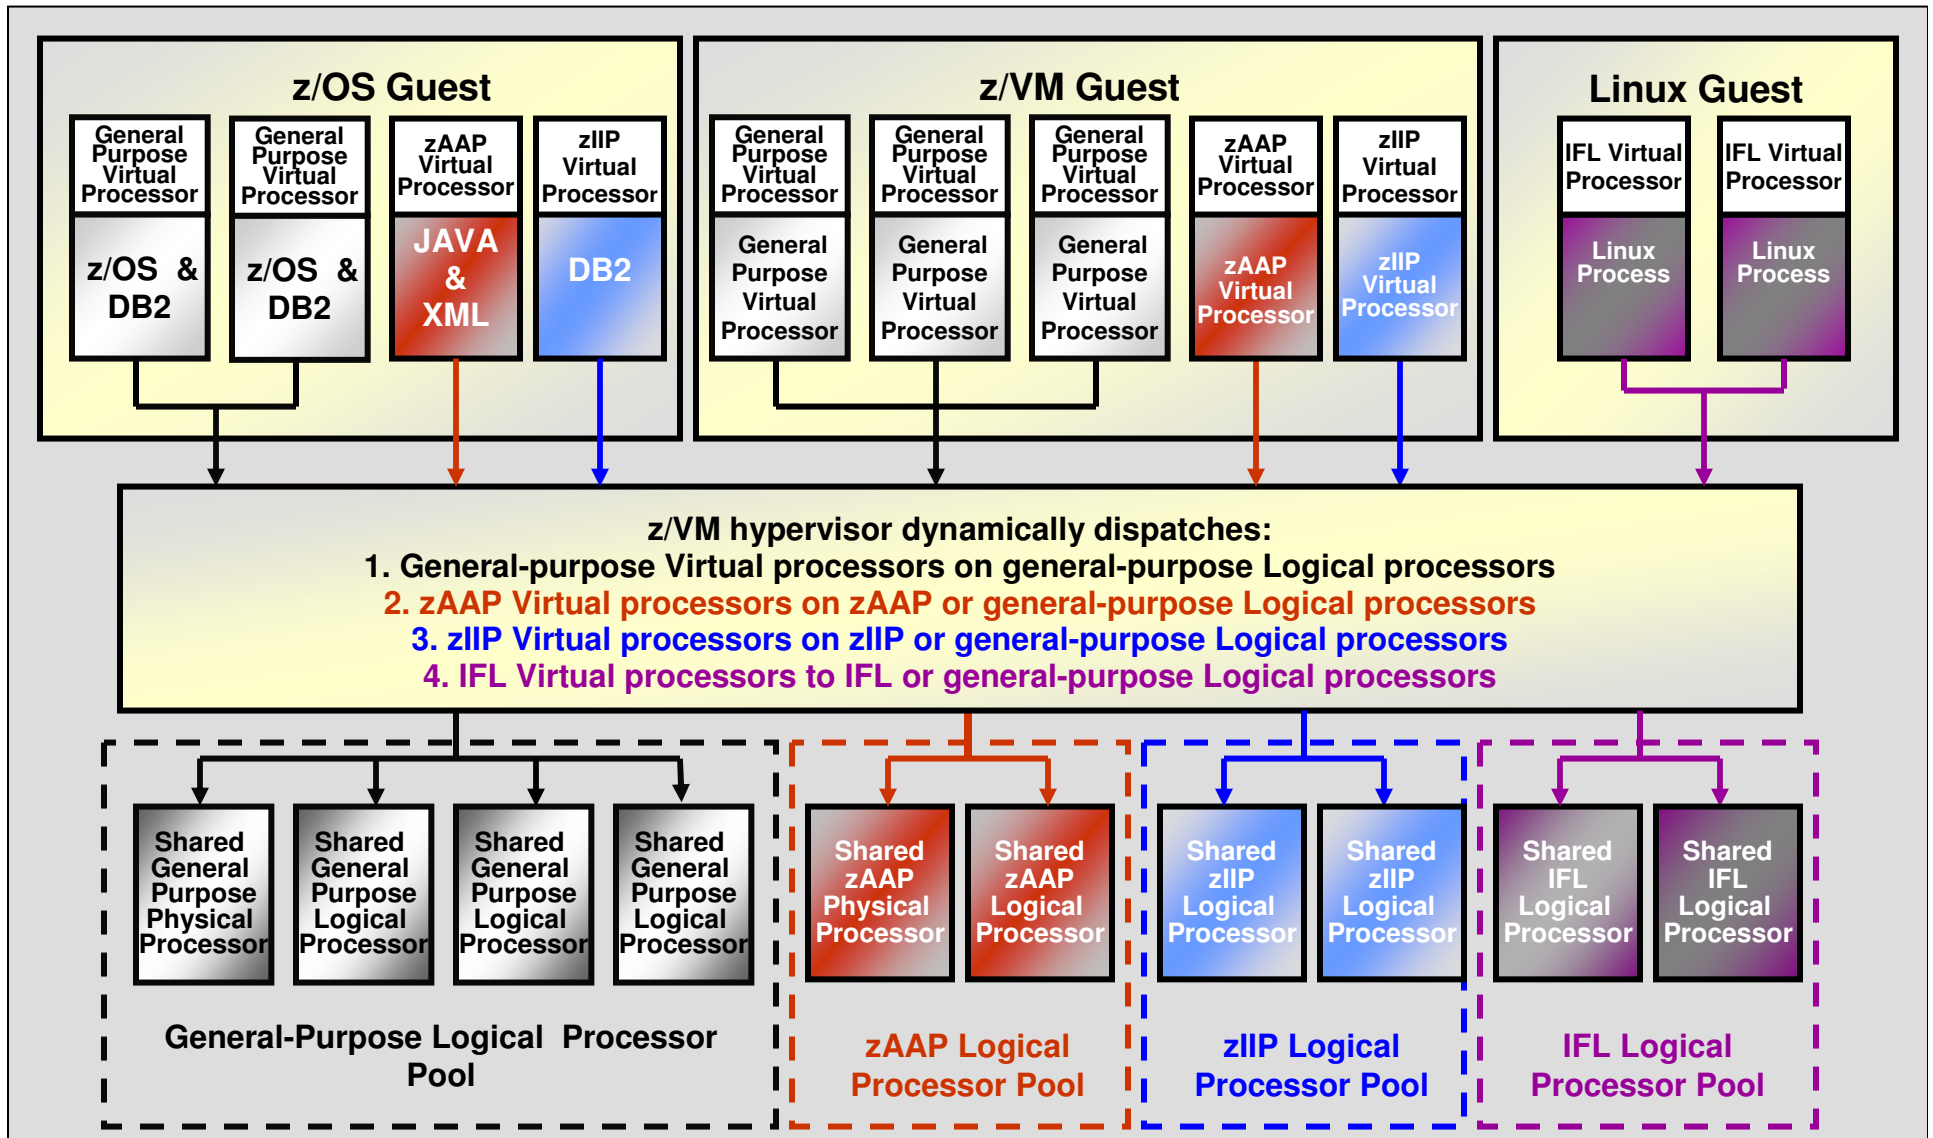 z/OS Guest
General
Purpose
Virtual
Processor
General
Purpose
Virtual
Processor
zAAP
Virtual
Processor
zIIP
Virtual
Processor
z/OS &
DB2
z/OS &
DB2
JAVA
&
XML
DB2
z/VM Guest
General
Purpose
Virtual
Processor
General
Purpose
Virtual
Processor
General
Purpose
Virtual
Processor
zAAP
Virtual
Processor
zIIP
Virtual
Processor
General
Purpose
Virtual
Processor
General
Purpose
Virtual
Processor
General
Purpose
Virtual
Processor
zAAP
Virtual
Processor
zIIP
Virtual
Processor
Linux Guest
IFL Virtual
Processor
IFL Virtual
Processor
Linux
Process
Linux
Process
z/VM hypervisor dynamically dispatches:
1. General-purpose Virtual processors on general-purpose Logical processors
2. zAAP Virtual processors on zAAP or general-purpose Logical processors
3. zIIP Virtual processors on zIIP or general-purpose Logical processors
4. IFL Virtual processors to IFL or general-purpose Logical processors
Shared
General
Purpose
Physical
Processor
Shared
General
Purpose
Logical
Processor
Shared
General
Purpose
Logical
Processor
Shared
General
Purpose
Logical
Processor
General-Purpose Logical Processor
Pool
Shared
zAAP
Physical
Processor
Shared
zAAP
Logical
Processor
zAAP Logical
Processor Pool
Shared
zIIP
Logical
Processor
Shared
zIIP
Logical
Processor
zIIP Logical
Processor Pool
Shared
IFL
Logical
Processor
Shared
IFL
Logical
Processor
IFL Logical
Processor Pool